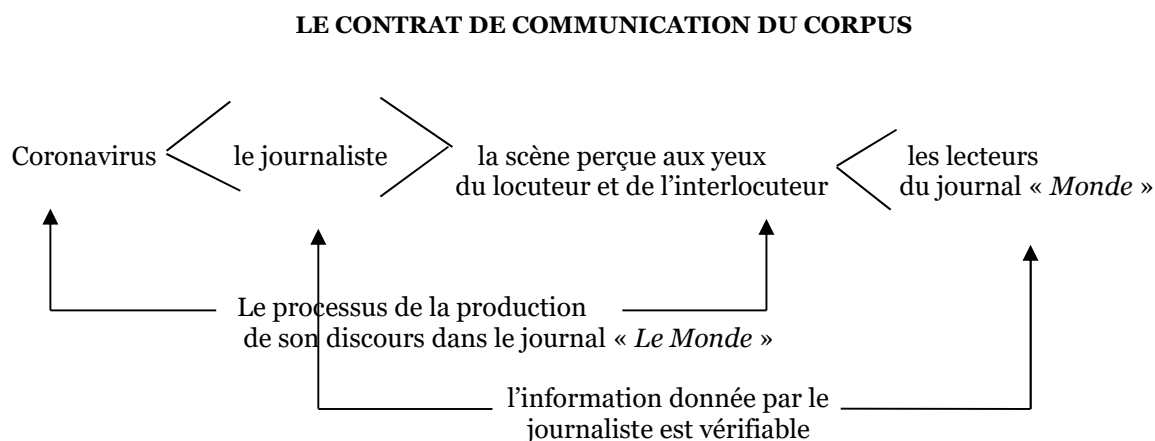 LE CONTRAT DE COMMUNICATION DU CORPUS
Coronavirus
le journaliste
la scène perçue aux yeux
du locuteur et de l’interlocuteur
les lecteurs
du journal « Monde »
Le processus de la production
de son discours dans le journal « Le Monde »
l’information donnée par le
journaliste est vérifiable